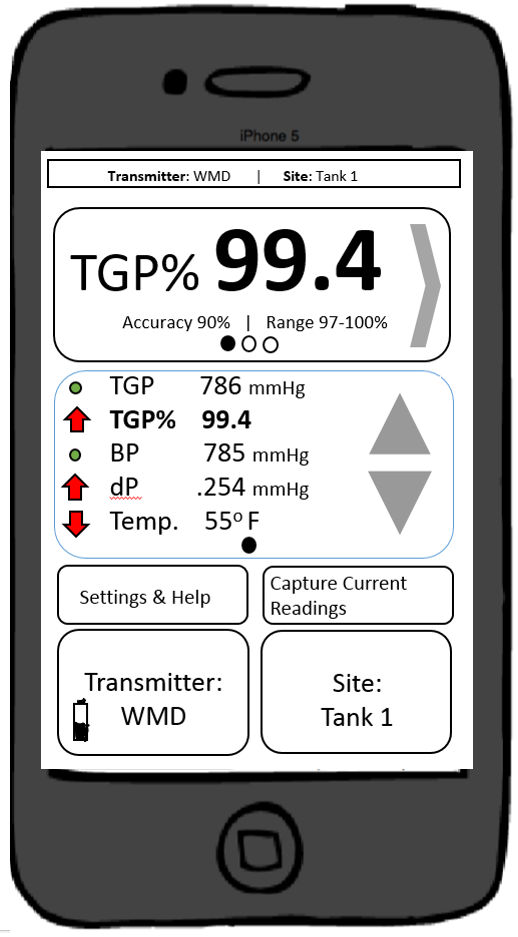 iPhone 5
Transmitter: WMD | Site: Tank 1
TGP% 99.4
Accuracy 90% | Range 97-100%
TGP 786 mmHg
TGP% 99.4
BP 785 mmHg
dP .254 mmHg
Temp. 55° F
Settings & Help
Capture Current
Readings
Transmitter:
WMD
Site:
Tank 1